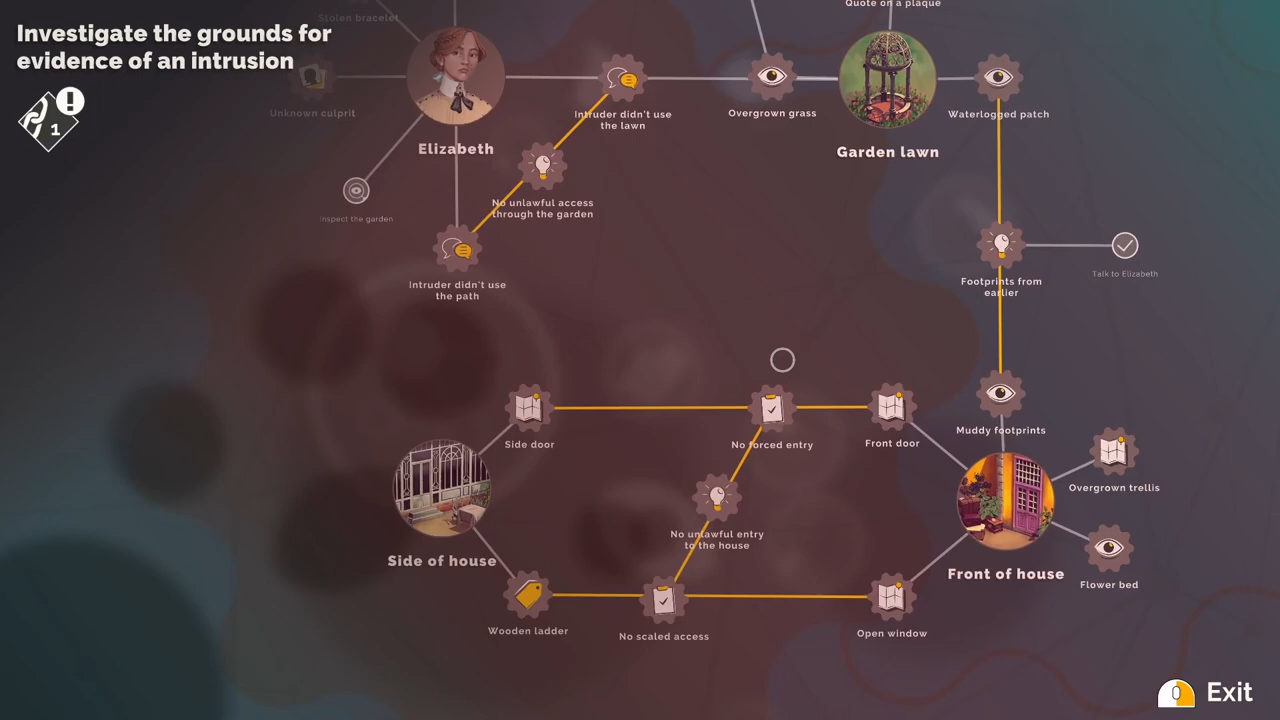 Investigate the grounds for
evidence of an intrusion
1
Stolen bracelet
Quote on a plaque
Unknown culprit
Elizabeth
Intruder didn't use
the lawn
Overgrown grass
Garden lawn
Waterlogged patch
Inspect the garden
No unlawful access
through the garden
Intruder didn't use
the path
Footprints from
earlier
Talk to Elizabeth
Side door
No forced entry
Front door
Muddy footprints
Overgrown trellis
No unlawful entry
to the house
Side of house
Front of house
Flower bed
Wooden ladder
No scaled access
Open window
Exit